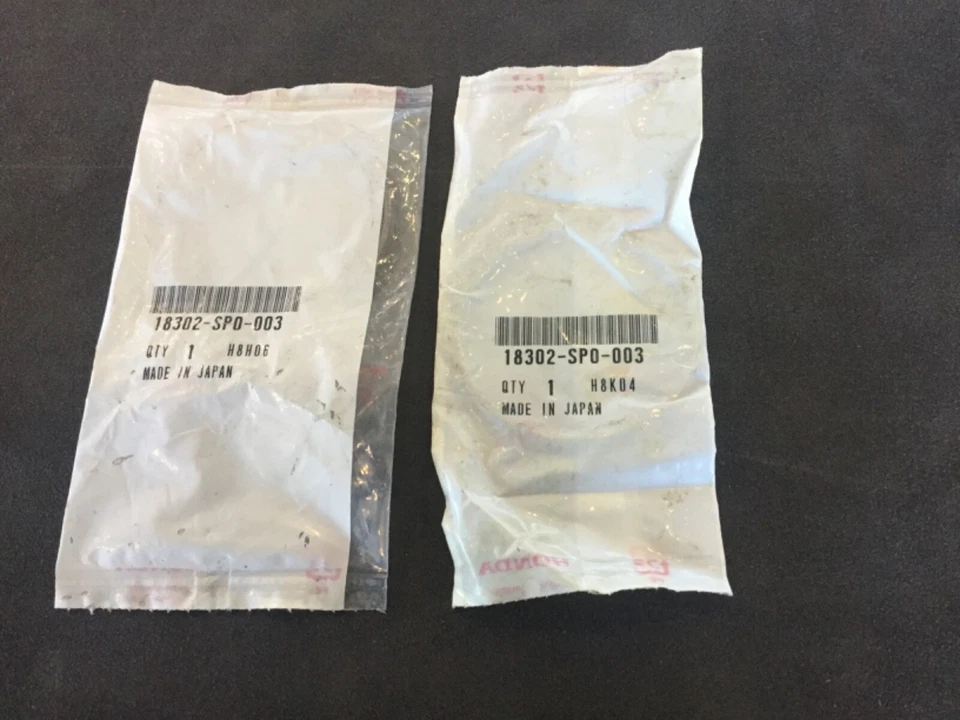 18302-SP0-003
QTY 1 H8H06
MADE IN JAPAN
18302-SP0-003
QTY 1 H8K04
MADE IN JAPAN
HONDA